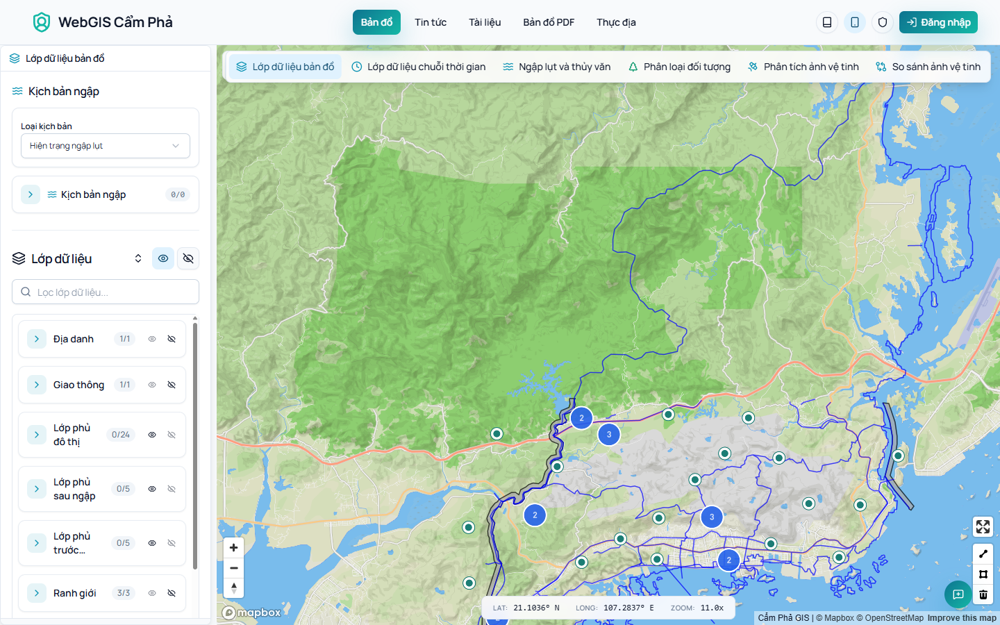 WebGIS Cẩm Phả
Bản đồ
Tin tức
Tài liệu
Bản đồ PDF
Thực địa
Đăng nhập
Lớp dữ liệu bản đồ
Kịch bản ngập
Loại kịch bản
Hiện trạng ngập lụt
Kịch bản ngập
0/0
Lớp dữ liệu
Lọc lớp dữ liệu...
Địa danh
1/1
Giao thông
1/1
Lớp phủ
đô thị
0/24
Lớp phủ
sau ngập
0/5
Lớp phủ
trước...
0/5
Ranh giới
3/3
Lớp dữ liệu bản đồ
Lớp dữ liệu chuỗi thời gian
Ngập lụt và thủy văn
Phân loại đối tượng
Phân tích ảnh vệ tinh
So sánh ảnh vệ tinh
2
3
2
3
2
LAT: 21.1036° N
LONG: 107.2837° E
ZOOM: 11.0x
mapbox
Cẩm Phả GIS | © Mapbox © OpenStreetMap Improve this map